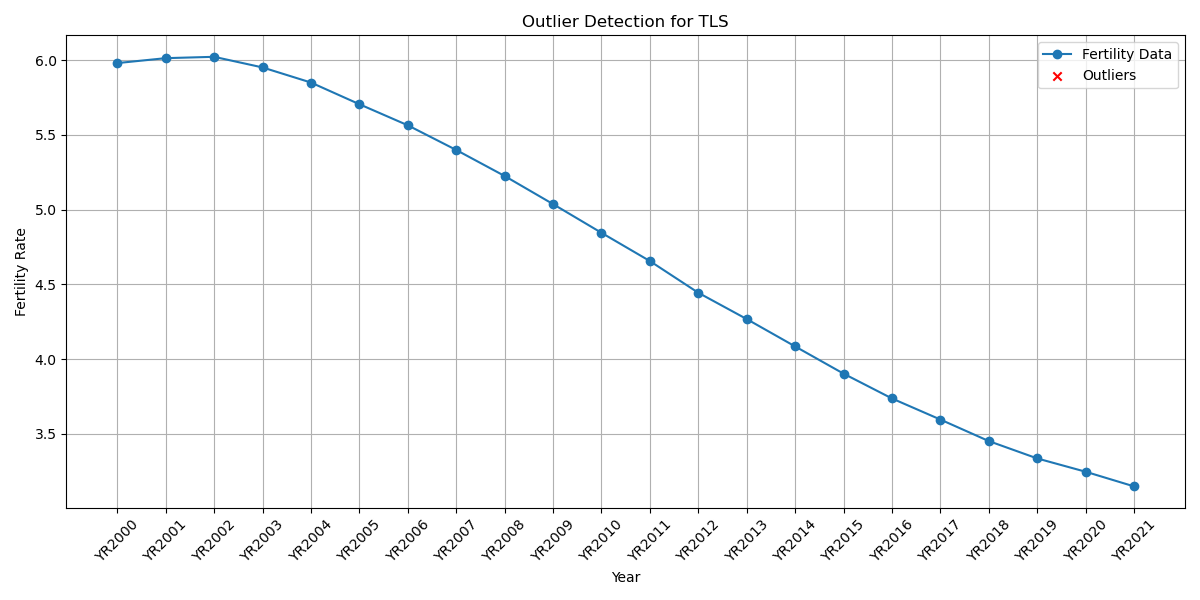 Outlier Detection for TLS
Fertility Data
Outliers
Fertility Rate
6.0
5.5
5.0
4.5
4.0
3.5
YR2000
YR2001
YR2002
YR2003
YR2004
YR2005
YR2006
YR2007
YR2008
YR2009
YR2010
YR2011
YR2012
YR2013
YR2014
YR2015
YR2016
YR2017
YR2018
YR2019
YR2020
YR2021
Year